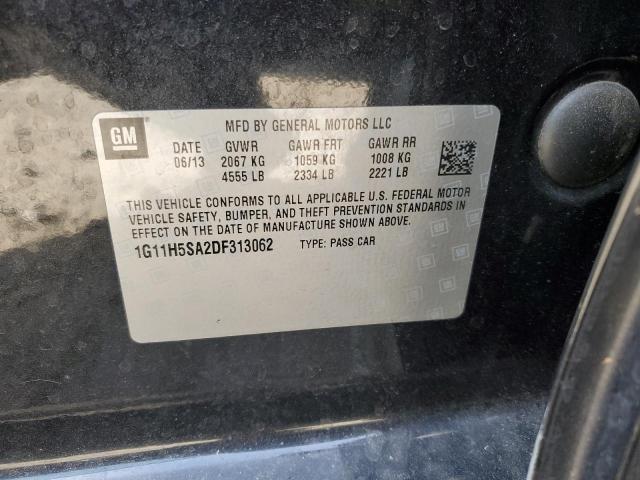 GM
MFD BY GENERAL MOTORS LLC
DATE GVWR GAWR FRT GAWR RR
06/13 2067 KG 1059 KG 1008 KG
4555 LB 2334 LB 2221 LB
THIS VEHICLE CONFORMS TO ALL APPLICABLE U.S. FEDERAL MOTOR
VEHICLE SAFETY, BUMPER, AND THEFT PREVENTION STANDARDS IN
EFFECT ON THE DATE OF MANUFACTURE SHOWN ABOVE.
1G11H5SA2DF313062 TYPE: PASS CAR